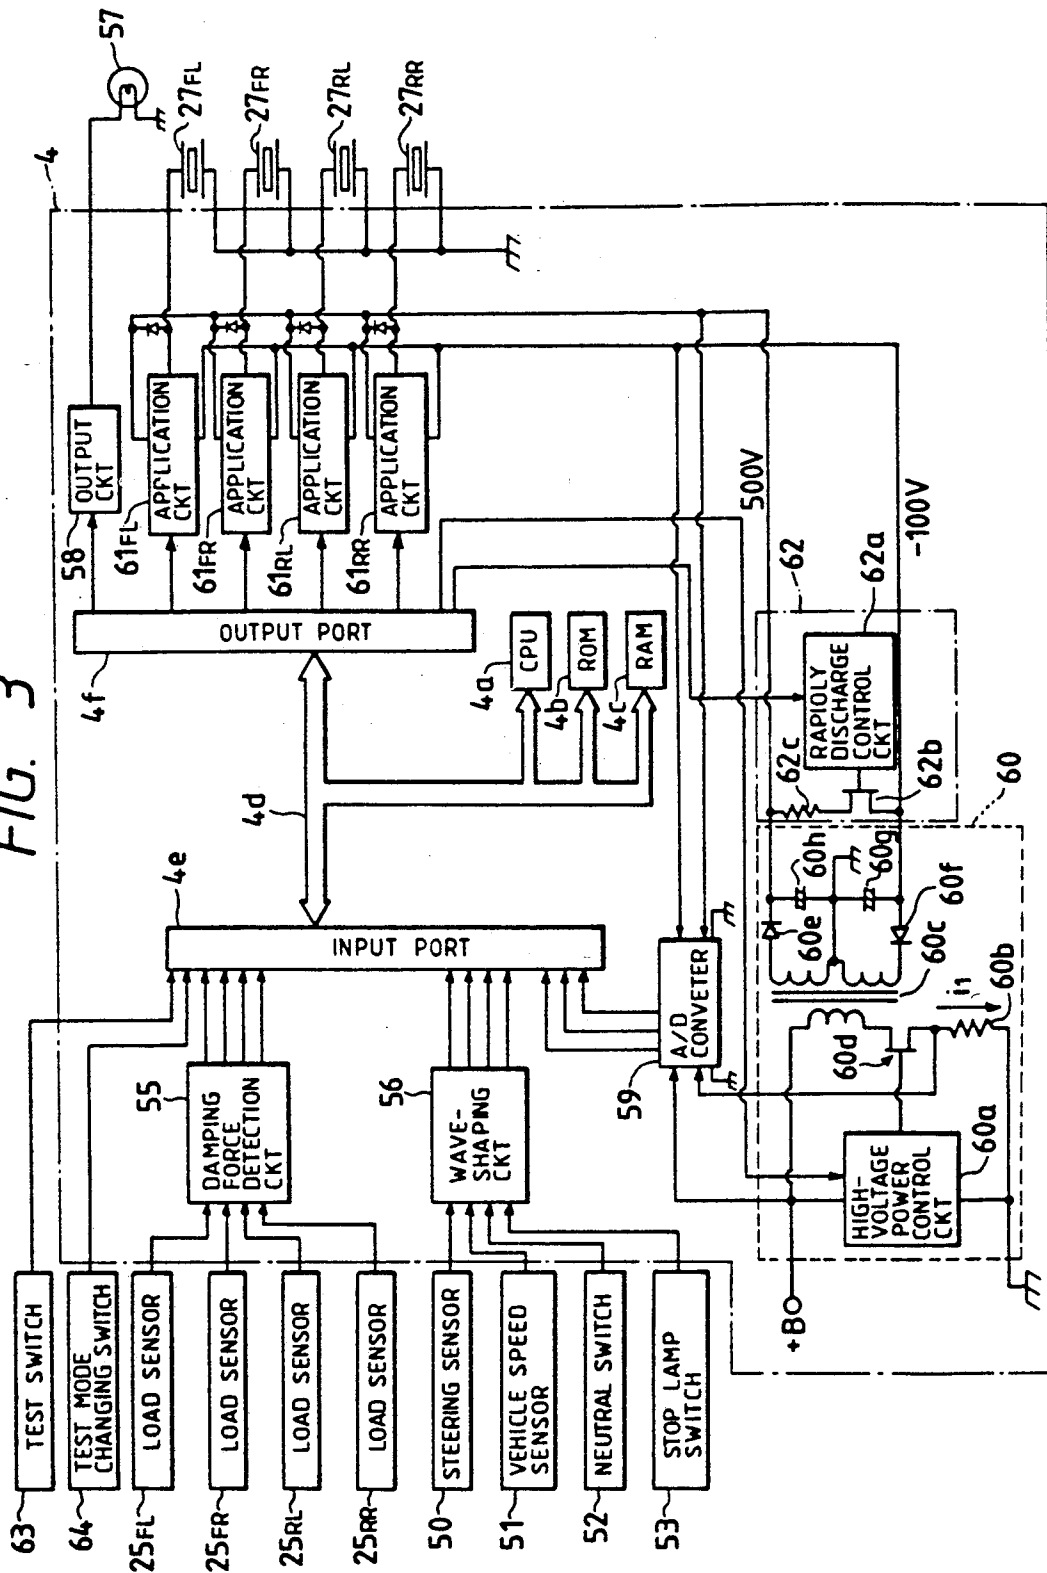 FIG. 3
63
TEST SWITCH
64
TEST MODE
CHANGING SWITCH
25FL
LOAD SENSOR
25FR
LOAD SENSOR
25RL
LOAD SENSOR
25RR
LOAD SENSOR
50
STEERING SENSOR
51
VEHICLE SPEED
SENSOR
52
NEUTRAL SWITCH
53
STOP LAMP
SWITCH
55
DAMPING
FORCE
DETECTION
CKT
56
WAVE-
SHAPING
CKT
59
A/D
CONVETER
4e
INPUT PORT
4d
4f
OUTPUT PORT
4a
CPU
4b
ROM
4c
RAM
58
OUTPUT
CKT
61FL
APPLICATION
CKT
61FR
APPLICATION
CKT
61RL
APPLICATION
CKT
61RR
APPLICATION
CKT
4
57
27FL
27FR
27RL
27RR
500V
-100V
+B
HIGH-
VOLTAGE
POWER
CONTROL
CKT
60a
60d
i1
60b
60c
60e
60f
60h
60g
60
62c
62b
RAPIOLY
DISCHARGE
CONTROL
CKT
62a
62